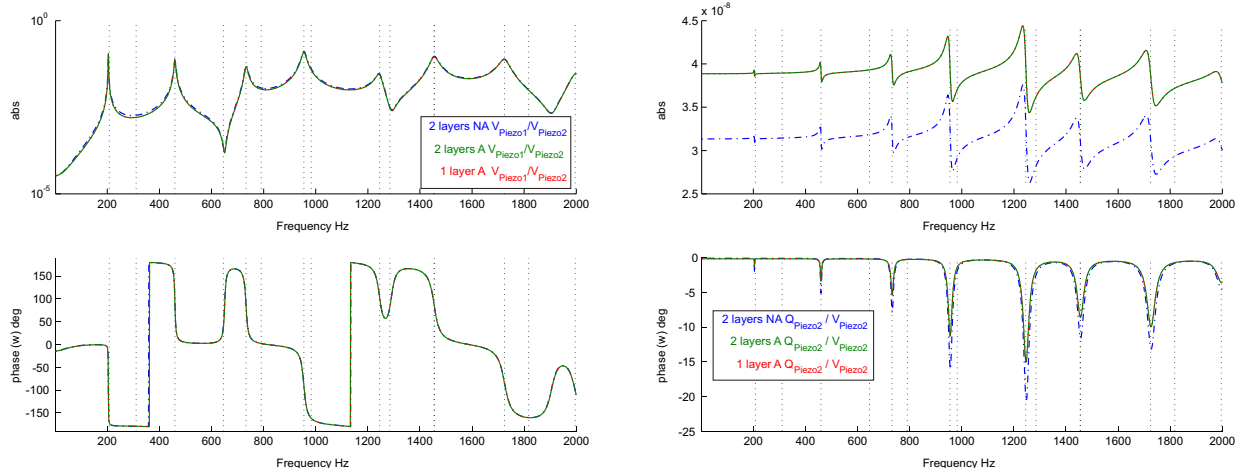 10^0
abs
10^-5
2 layers NA V_Piezo1/V_Piezo2
2 layers A V_Piezo1/V_Piezo2
1 layer A V_Piezo1/V_Piezo2
200 400 600 800 1000 1200 1400 1600 1800 2000
Frequency Hz
x 10^-8
4.5
4
3.5
3
2.5
abs
200 400 600 800 1000 1200 1400 1600 1800 2000
Frequency Hz
150
100
50
0
-50
-100
-150
phase (w) deg
200 400 600 800 1000 1200 1400 1600 1800 2000
Frequency Hz
0
-5
-10
-15
-20
-25
phase (w) deg
2 layers NA Q_Piezo2 / V_Piezo2
2 layers A Q_Piezo2 / V_Piezo2
1 layer A Q_Piezo2 / V_Piezo2
200 400 600 800 1000 1200 1400 1600 1800 2000
Frequency Hz